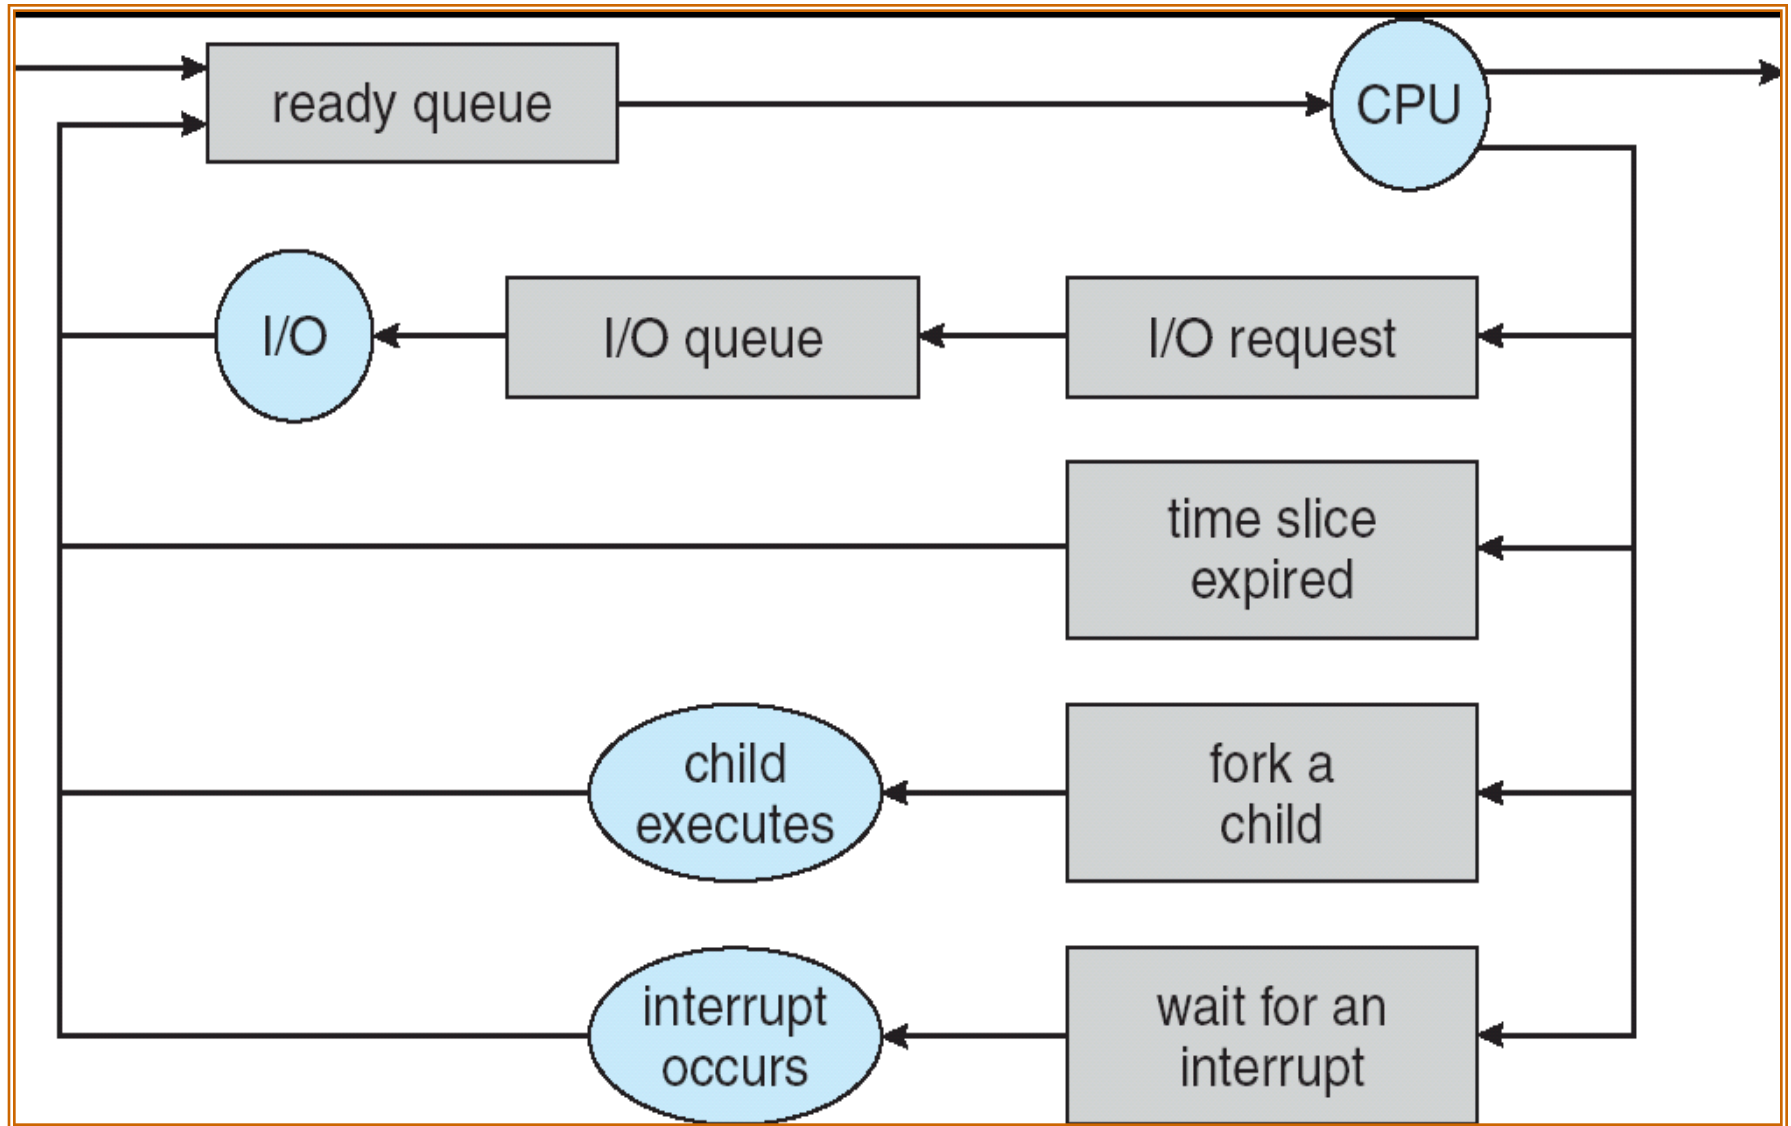 ready queue
CPU
I/O
I/O queue
I/O request
time slice
expired
child
executes
fork a
child
interrupt
occurs
wait for an
interrupt